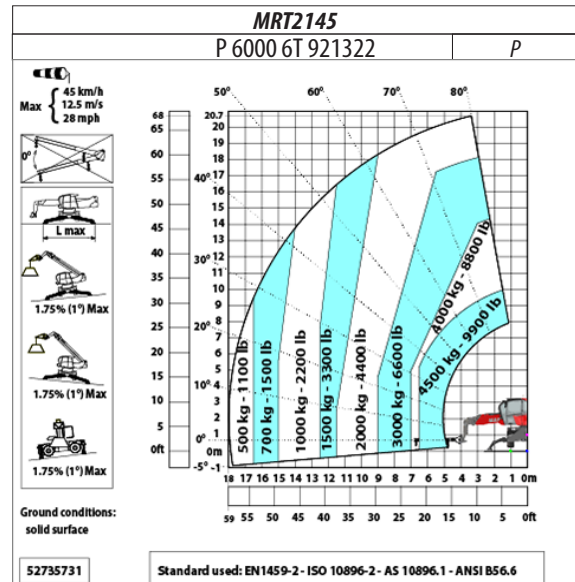 MRT2145
P 6000 6T 921322 P
Max { 45 km/h
12.5 m/s
28 mph
0°
L max
1.75% (1°) Max
1.75% (1°) Max
1.75% (1°) Max
Ground conditions:
solid surface
52735731
68
65
60
55
50
45
40
35
30
25
20
15
10
5
0ft
20.7
20
19
18
17
16
15
14
13
12
11
10
9
8
7
6
5
4
3
2
1
0
-1
50°
60°
70°
80°
40°
30°
20°
10°
0°
-5°
500 kg - 1100 lb
700 kg - 1500 lb
1000 kg - 2200 lb
1500 kg - 3300 lb
2000 kg - 4400 lb
3000 kg - 6600 lb
4000 kg - 8800 lb
4500 kg - 9900 lb
18 17 16 15 14 13 12 11 10 9 8 7 6 5 4 3 2 1 0m
59 55 50 45 40 35 30 25 20 15 10 5 0ft
Standard used: EN1459-2 - ISO 10896-2 - AS 10896.1 - ANSI B56.6